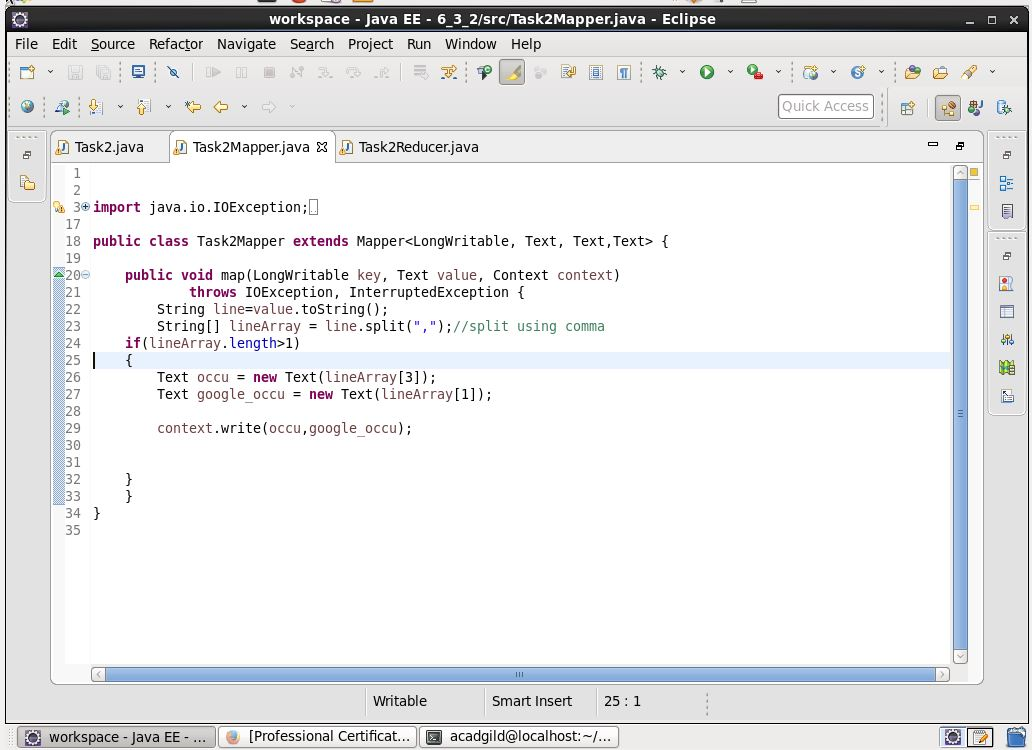 workspace - Java EE - 6_3_2/src/Task2Mapper.java - Eclipse
File Edit Source Refactor Navigate Search Project Run Window Help
Quick Access
Task2.java Task2Mapper.java Task2Reducer.java
1
2
3 import java.io.IOException;
17
18 public class Task2Mapper extends Mapper<LongWritable, Text, Text,Text> {
19
20 public void map(LongWritable key, Text value, Context context)
21 throws IOException, InterruptedException {
22 String line=value.toString();
23 String[] lineArray = line.split(",");//split using comma
24 if(lineArray.length>1)
25 {
26 Text occu = new Text(lineArray[3]);
27 Text google_occu = new Text(lineArray[1]);
28
29 context.write(occu,google_occu);
30
31
32 }
33 }
34 }
35
Writable Smart Insert 25 : 1
workspace - Java EE - ... [Professional Certificat... acadgild@localhost:~/...